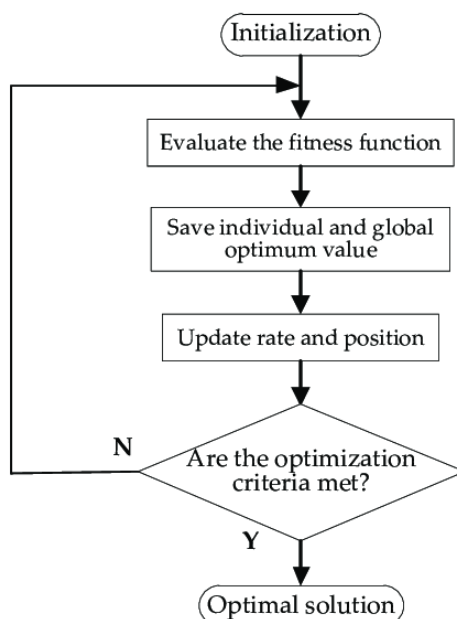 Initialization
Evaluate the fitness function
Save individual and global
optimum value
Update rate and position
N
Are the optimization
criteria met?
Y
Optimal solution